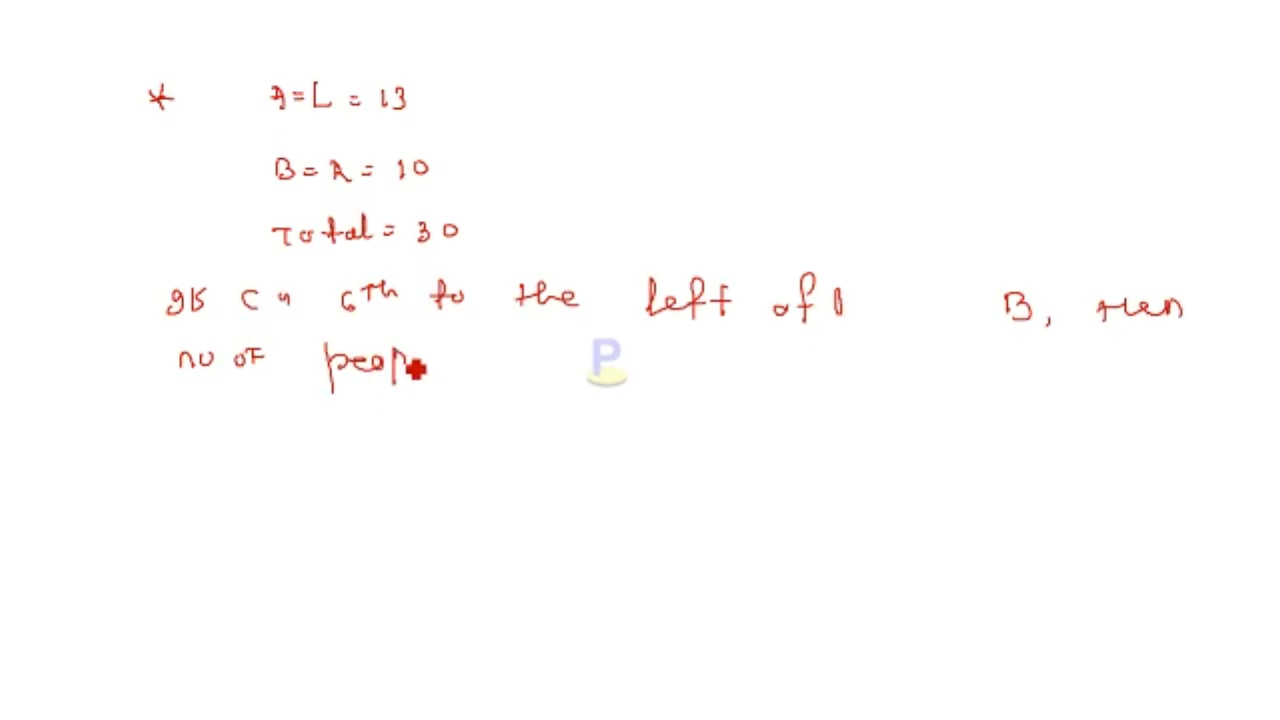 * A = L = 13
B = R = 10
Total = 30
If C is 6th to the left of B, then
no of peop
P